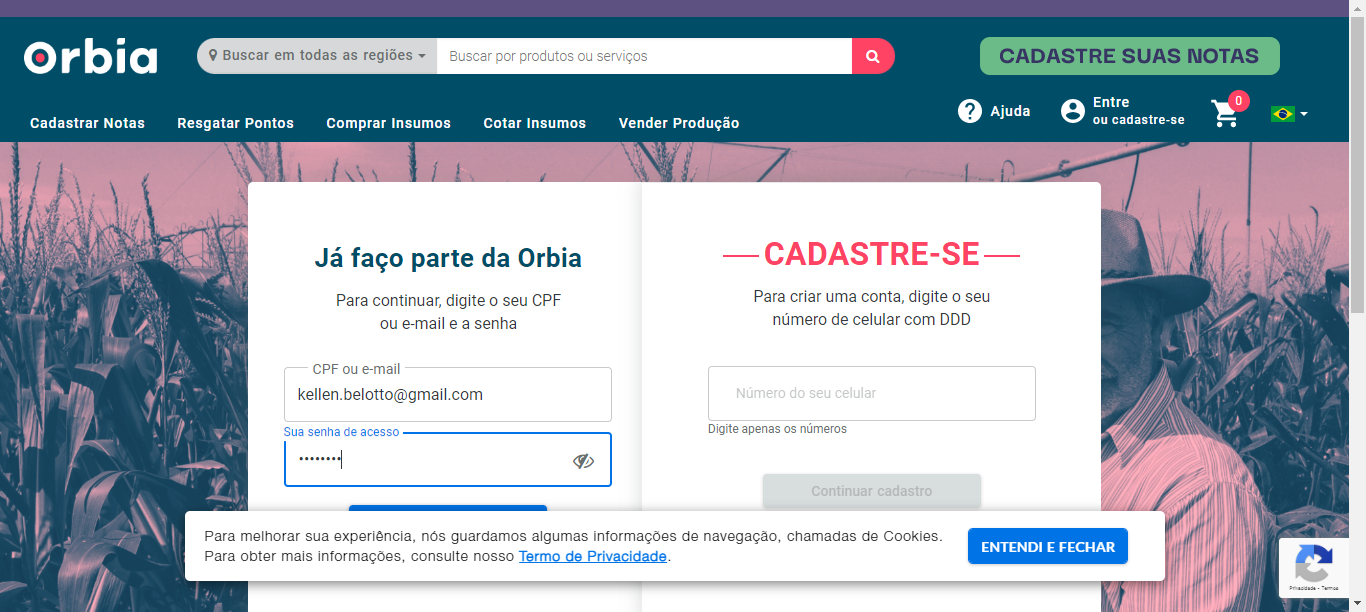 Orbia
Buscar em todas as regiões
Buscar por produtos ou serviços
CADASTRE SUAS NOTAS
Cadastrar Notas
Resgatar Pontos
Comprar Insumos
Cotar Insumos
Vender Produção
? Ajuda
Entre
ou cadastre-se
0
Já faço parte da Orbia
Para continuar, digite o seu CPF
ou e-mail e a senha
CPF ou e-mail
kellen.belotto@gmail.com
Sua senha de acesso
••••••••
CADASTRE-SE
Para criar uma conta, digite o seu
número de celular com DDD
Número do seu celular
Digite apenas os números
Continuar cadastro
Para melhorar sua experiência, nós guardamos algumas informações de navegação, chamadas de Cookies.
Para obter mais informações, consulte nosso Termo de Privacidade.
ENTENDI E FECHAR
Privacidade - Termos